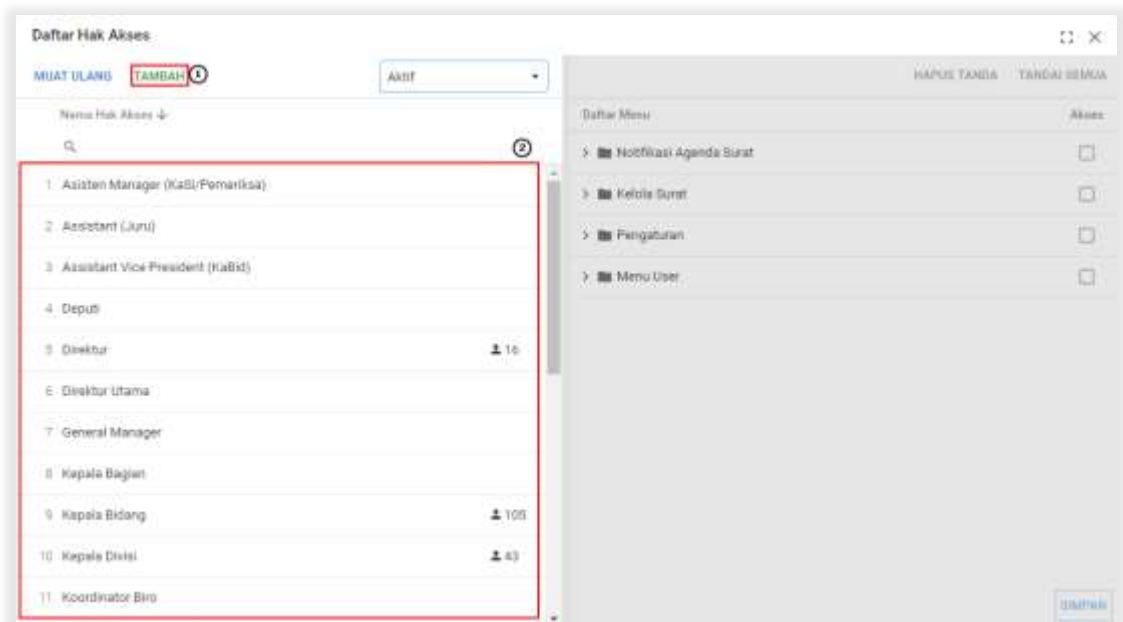 Daftar Hak Akses
MUAT ULANG TAMBAH 1 Aktif HAPUS TANDA TANDAI SEMUA
Nama Hak Akses Daftar Menu Akses
2
Notifikasi Agenda Surat
1 Asisten Manager (KaSi/Pemeriksa)
Kelola Surat
2 Assistant (Juru)
Pengaturan
3 Assistant Vice President (KaBid)
Menu User
4 Deputi
5 Direktur 16
6 Direktur Utama
7 General Manager
8 Kepala Bagian
9 Kepala Bidang 105
10 Kepala Divisi 43
11 Koordinator Biro
SIMPAN